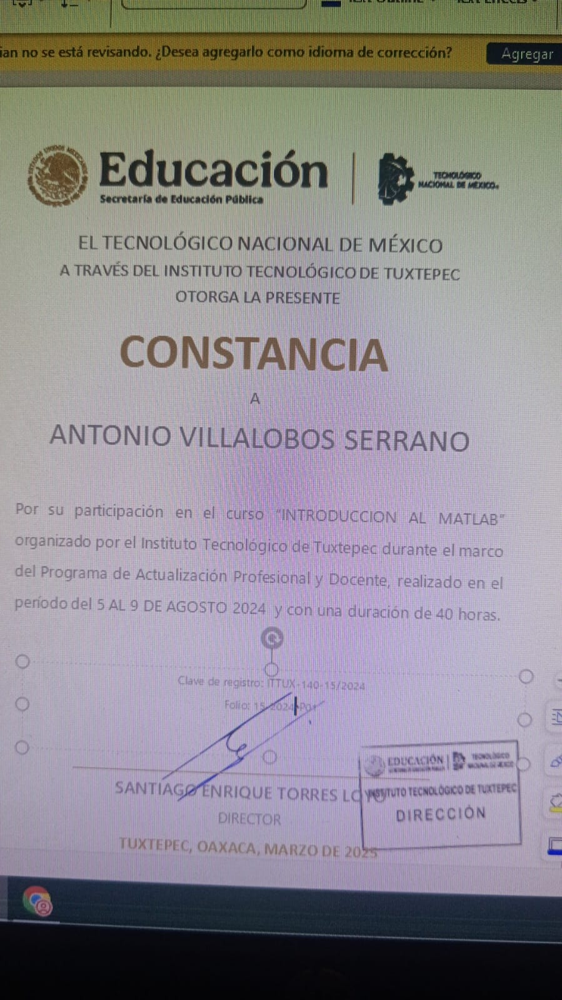 ian no se está revisando. ¿Desea agregarlo como idioma de corrección?
Agregar
Educación
Secretaría de Educación Pública
TECNOLÓGICO
NACIONAL DE MÉXICO
EL TECNOLÓGICO NACIONAL DE MÉXICO
A TRAVÉS DEL INSTITUTO TECNOLÓGICO DE TUXTEPEC
OTORGA LA PRESENTE
CONSTANCIA
A
ANTONIO VILLALOBOS SERRANO
Por su participación en el curso "INTRODUCCION AL MATLAB"
organizado por el Instituto Tecnológico de Tuxtepec durante el marco
del Programa de Actualización Profesional y Docente, realizado en el
período del 5 AL 9 DE AGOSTO 2024 y con una duración de 40 horas.
Clave de registro: ITTUX-140-15/2024
Folio:
EDUCACIÓN
TECNOLÓGICO
NACIONAL DE MÉXICO
SANTIAGO ENRIQUE TORRES
INSTITUTO TECNOLÓGICO DE TUXTEPEC
DIRECCIÓN
DIRECTOR
TUXTEPEC, OAXACA, MARZO DE 2025